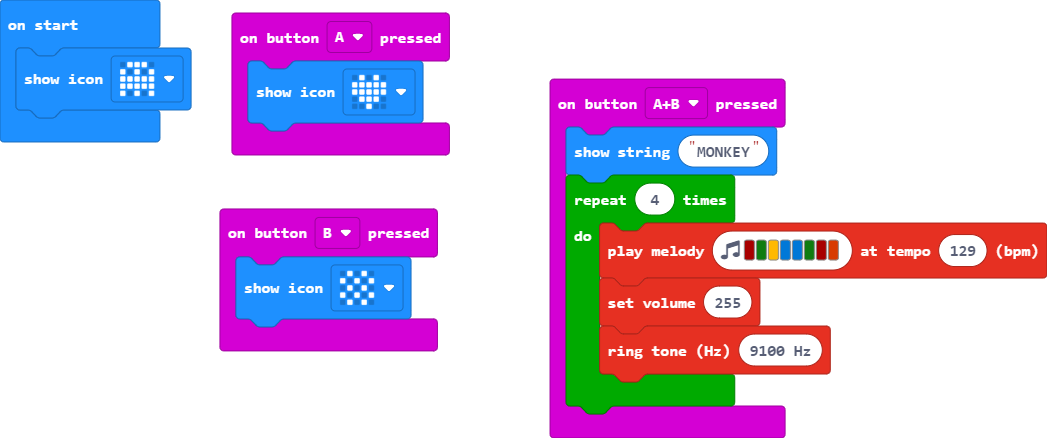 on start
show icon
on button A pressed
show icon
on button B pressed
show icon
on button A+B pressed
show string "MONKEY"
repeat 4 times
do
play melody at tempo 129 (bpm)
set volume 255
ring tone (Hz) 9100 Hz